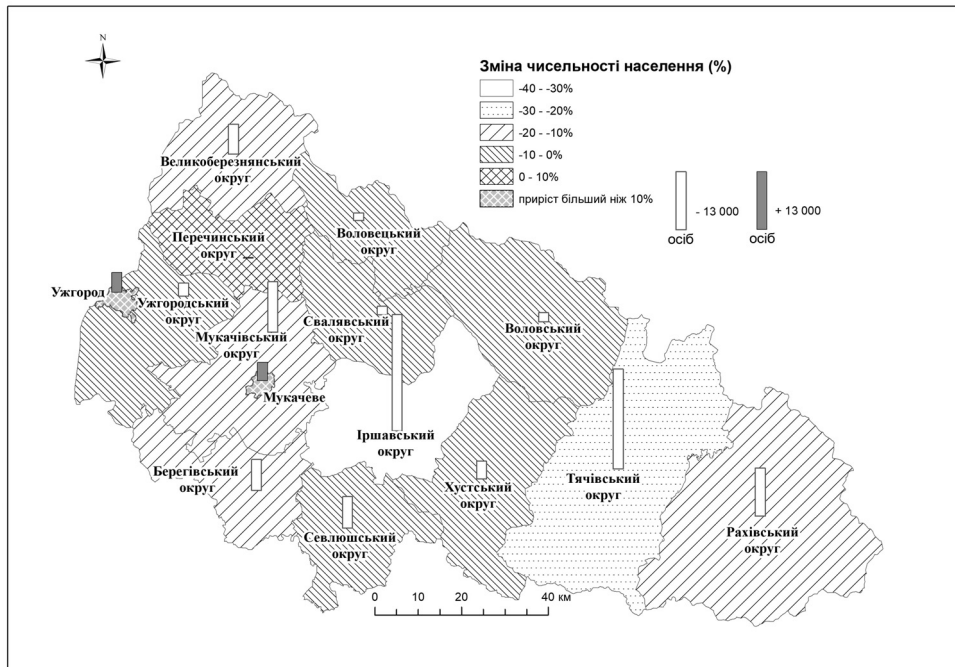 N
Зміна чисельності населення (%)
-40 - -30%
-30 - -20%
-20 - -10%
-10 - 0%
0 - 10%
приріст більший ніж 10%
- 13 000
осіб
+ 13 000
осіб
Великоберезнянський
округ
Перечинський
округ
Воловецький
округ
Ужгород
Ужгородський
округ
Мукачівський
округ
Свалявський
округ
Воловський
округ
Мукачеве
Іршавський
округ
Берегівський
округ
Хустський
округ
Тячівський
округ
Севлюшський
округ
Рахівський
округ
0 10 20 40 км